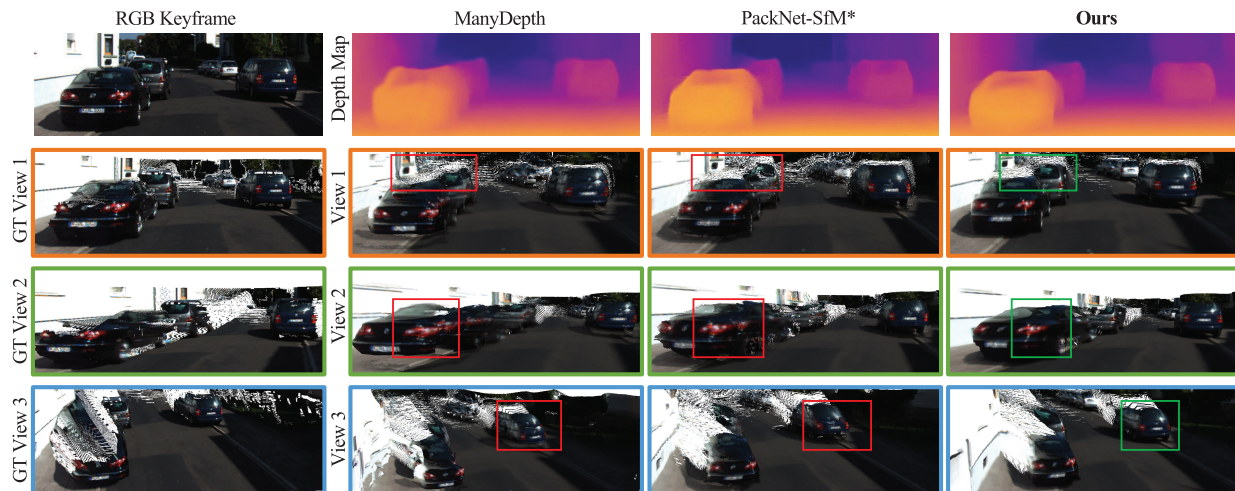 RGB Keyframe
ManyDepth
PackNet-SfM*
Ours
Depth Map
GT View 1
View 1
GT View 2
View 2
GT View 3
View 3